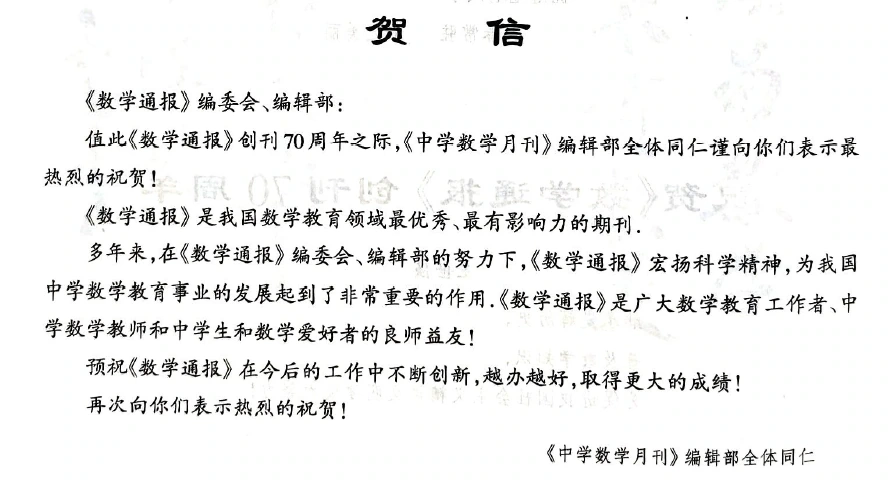 贺 信
《数学通报》编委会、编辑部：
值此《数学通报》创刊70周年之际，《中学数学月刊》编辑部全体同仁谨向你们表示最
热烈的祝贺！
《数学通报》是我国数学教育领域最优秀、最有影响力的期刊．
多年来，在《数学通报》编委会、编辑部的努力下，《数学通报》宏扬科学精神，为我国
中学数学教育事业的发展起到了非常重要的作用．《数学通报》是广大数学教育工作者、中
学数学教师和中学生和数学爱好者的良师益友！
预祝《数学通报》在今后的工作中不断创新，越办越好，取得更大的成绩！
再次向你们表示热烈的祝贺！
《中学数学月刊》编辑部全体同仁